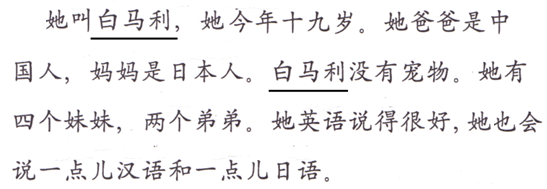 她叫白马利，她今年十九岁。她爸爸是中
国人，妈妈是日本人。白马利没有宠物。她有
四个妹妹，两个弟弟。她英语说得很好，她也会
说一点儿汉语和一点儿日语。